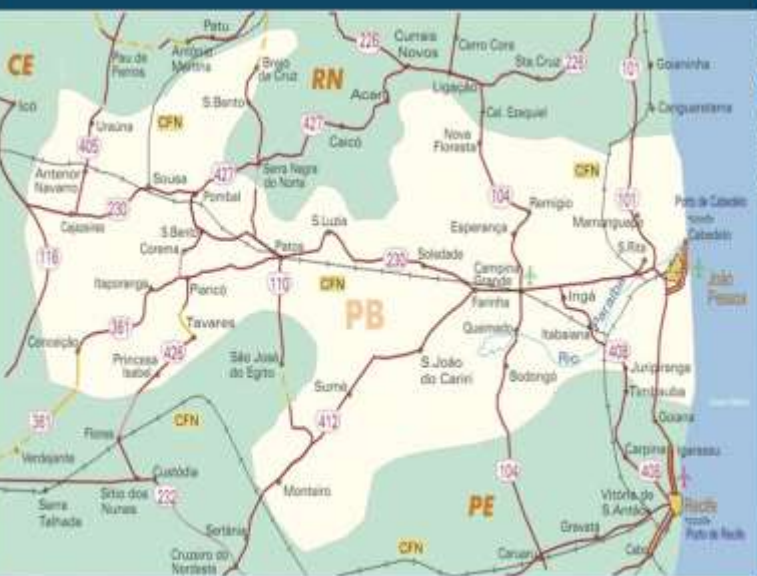 Patu
CE
Pau de
Ferros
Antônio
Martins
Brejo
da Cruz
RN
226
Currais
Novos
Cerro Corá
Sta.Cruz
226
101
Goianinha
Icó
S.Bento
Acari
Ligação
Canguaretama
Uraúna
CFN
427
Caicó
Cel. Ezequiel
405
Nova
Floresta
Antenor
Navarro
Sousa
427
Serra Negra
do Norte
CFN
Pombal
104
101
Porto de Cabedelo
Cajazeiras
230
Remígio
Mamanguape
Cabedelo
S.Bento
S.Luzia
Esperança
S.Rita
Corema
Patos
116
230
Soledade
Itaporanga
Piancó
110
CFN
Campina
Grande
João
Pessoa
Farinha
Ingá
Paraíba
361
PB
Tavares
Queimado
Itabaiana
Conceição
Princesa
Isabel
426
São José
do Egito
S.João
do Cariri
Rio
408
Juripiranga
Sumé
Bodongó
Timbaúba
361
CFN
412
Goiana
Flores
Verdejante
Carpina
Igarassu
Custódia
104
408
Serra
Talhada
Sítio dos
Nunes
232
Monteiro
PE
Vitória de
S.Antão
Recife
Sertânia
Gravatá
Porto de Recife
Cruzeiro do
Nordeste
CFN
Caruaru
Cabo